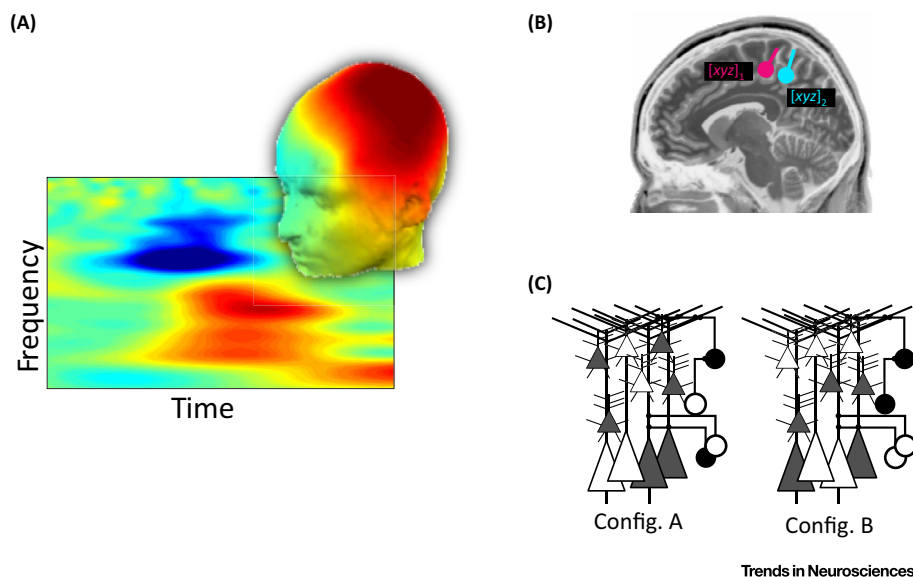 (A)
Frequency
Time
(B)
[xyz]₁
[xyz]₂
(C)
Config. A
Config. B
Trends in Neurosciences